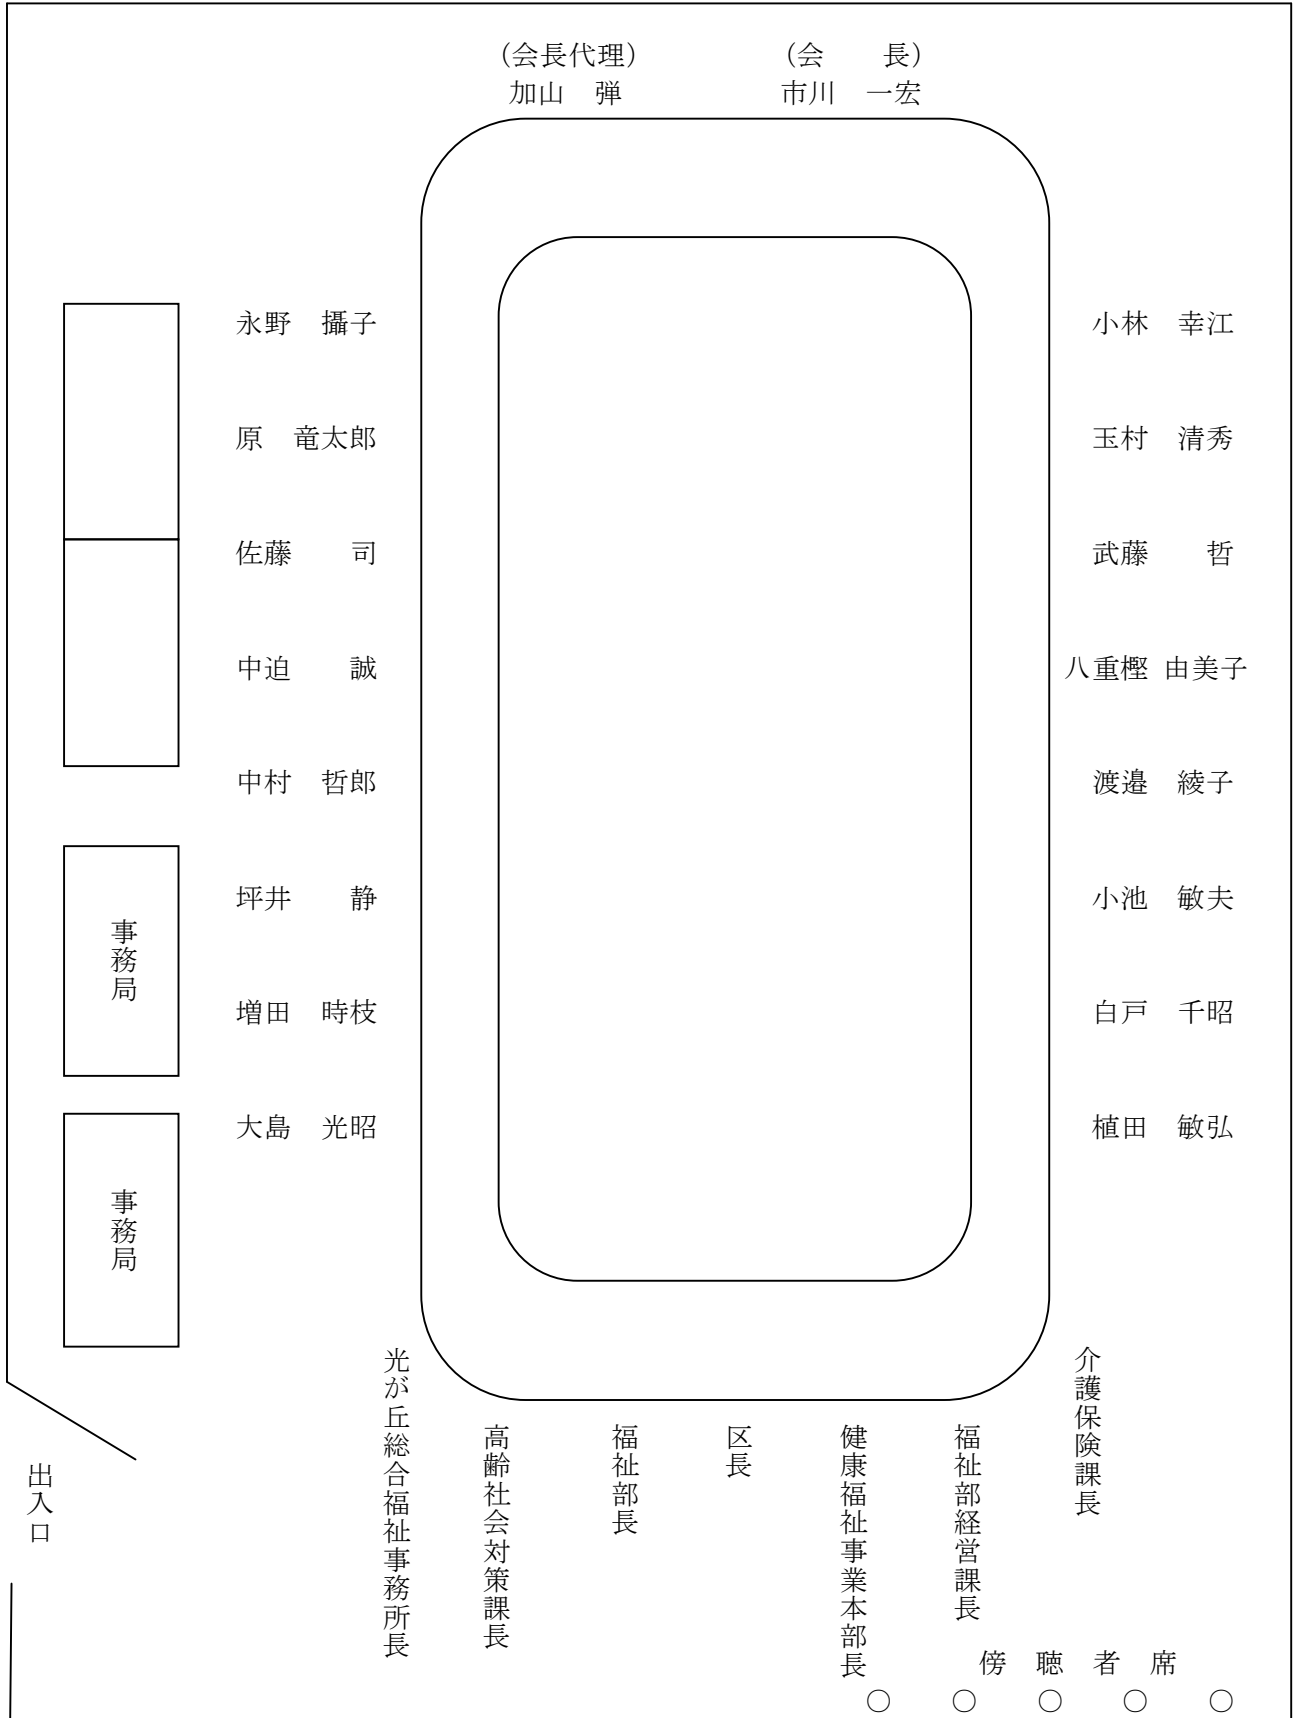 （会長代理）　　　　　（会　　長）
加山　弾　　　　　　市川　一宏
永野　攝子　　　　　小林　幸江
原　竜太郎　　　　　玉村　清秀
佐藤　　司　　　　　武藤　　哲
中迫　　誠　　　　　八重樫 由美子
中村　哲郎　　　　　渡邉　綾子
坪井　　静　　　　　小池　敏夫
増田　時枝　　　　　白戸　千昭
大島　光昭　　　　　植田　敏弘
事務局
事務局
出入口
光が丘総合福祉事務所長
高齢社会対策課長
福祉部長
区長
健康福祉事業本部長
福祉部経営課長
介護保険課長
傍　聴　者　席
○　○　○　○　○